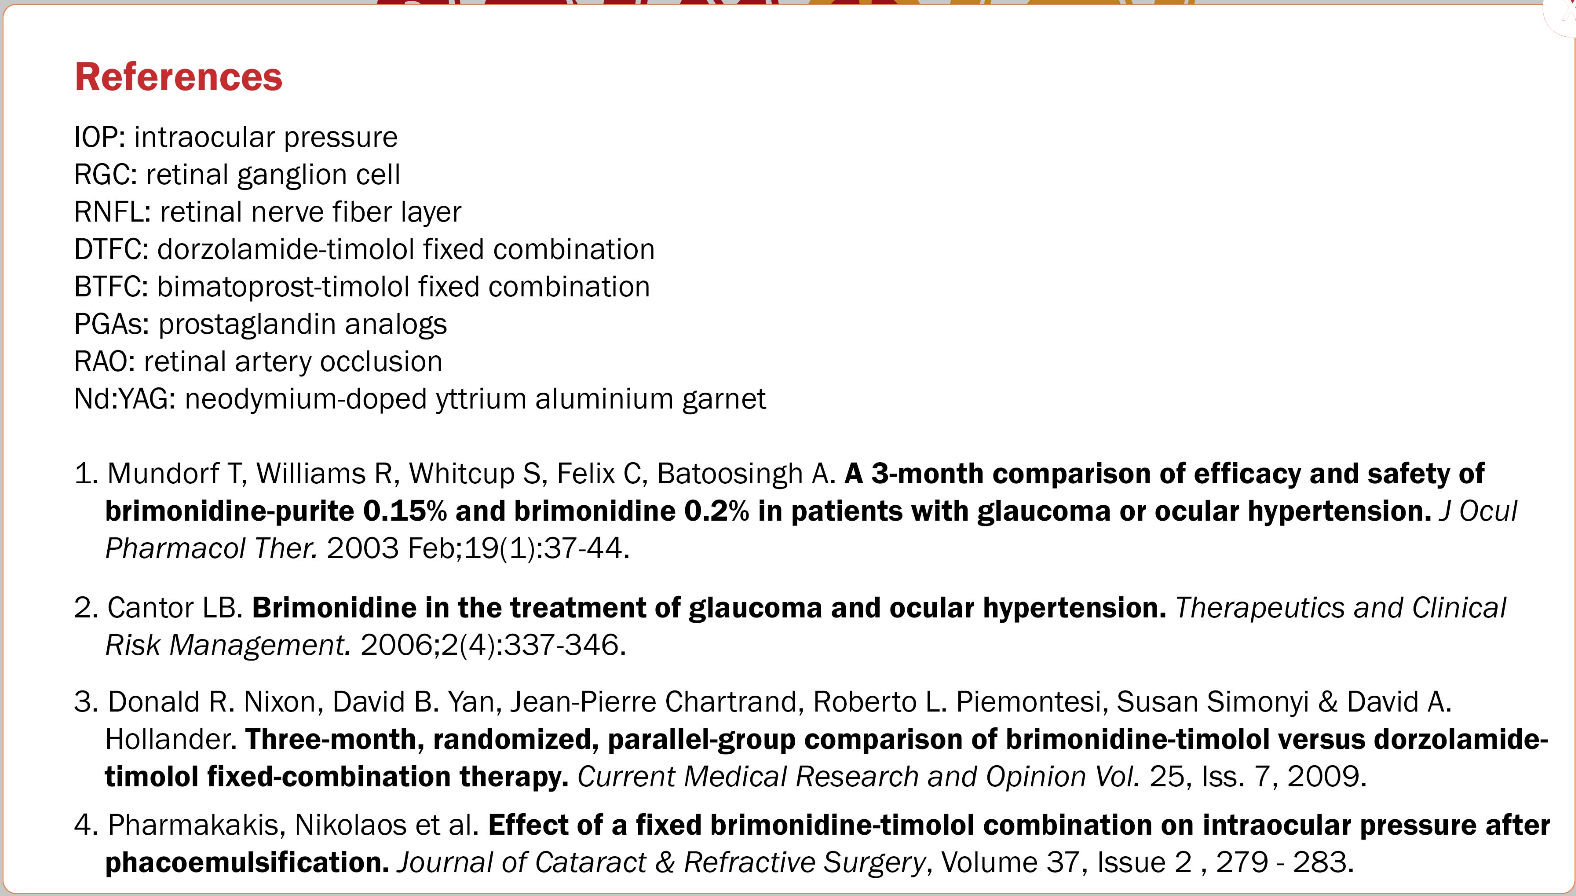 References
IOP: intraocular pressure
RGC: retinal ganglion cell
RNFL: retinal nerve fiber layer
DTFC: dorzolamide-timolol fixed combination
BTFC: bimatoprost-timolol fixed combination
PGAs: prostaglandin analogs
RAO: retinal artery occlusion
Nd:YAG: neodymium-doped yttrium aluminium garnet
1. Mundorf T, Williams R, Whitcup S, Felix C, Batoosingh A. A 3-month comparison of efficacy and safety of
brimonidine-purite 0.15% and brimonidine 0.2% in patients with glaucoma or ocular hypertension. J Ocul
Pharmacol Ther. 2003 Feb;19(1):37-44.
2. Cantor LB. Brimonidine in the treatment of glaucoma and ocular hypertension. Therapeutics and Clinical
Risk Management. 2006;2(4):337-346.
3. Donald R. Nixon, David B. Yan, Jean-Pierre Chartrand, Roberto L. Piemontesi, Susan Simonyi & David A.
Hollander. Three-month, randomized, parallel-group comparison of brimonidine-timolol versus dorzolamide-
timolol fixed-combination therapy. Current Medical Research and Opinion Vol. 25, Iss. 7, 2009.
4. Pharmakakis, Nikolaos et al. Effect of a fixed brimonidine-timolol combination on intraocular pressure after
phacoemulsification. Journal of Cataract & Refractive Surgery, Volume 37, Issue 2 , 279 - 283.